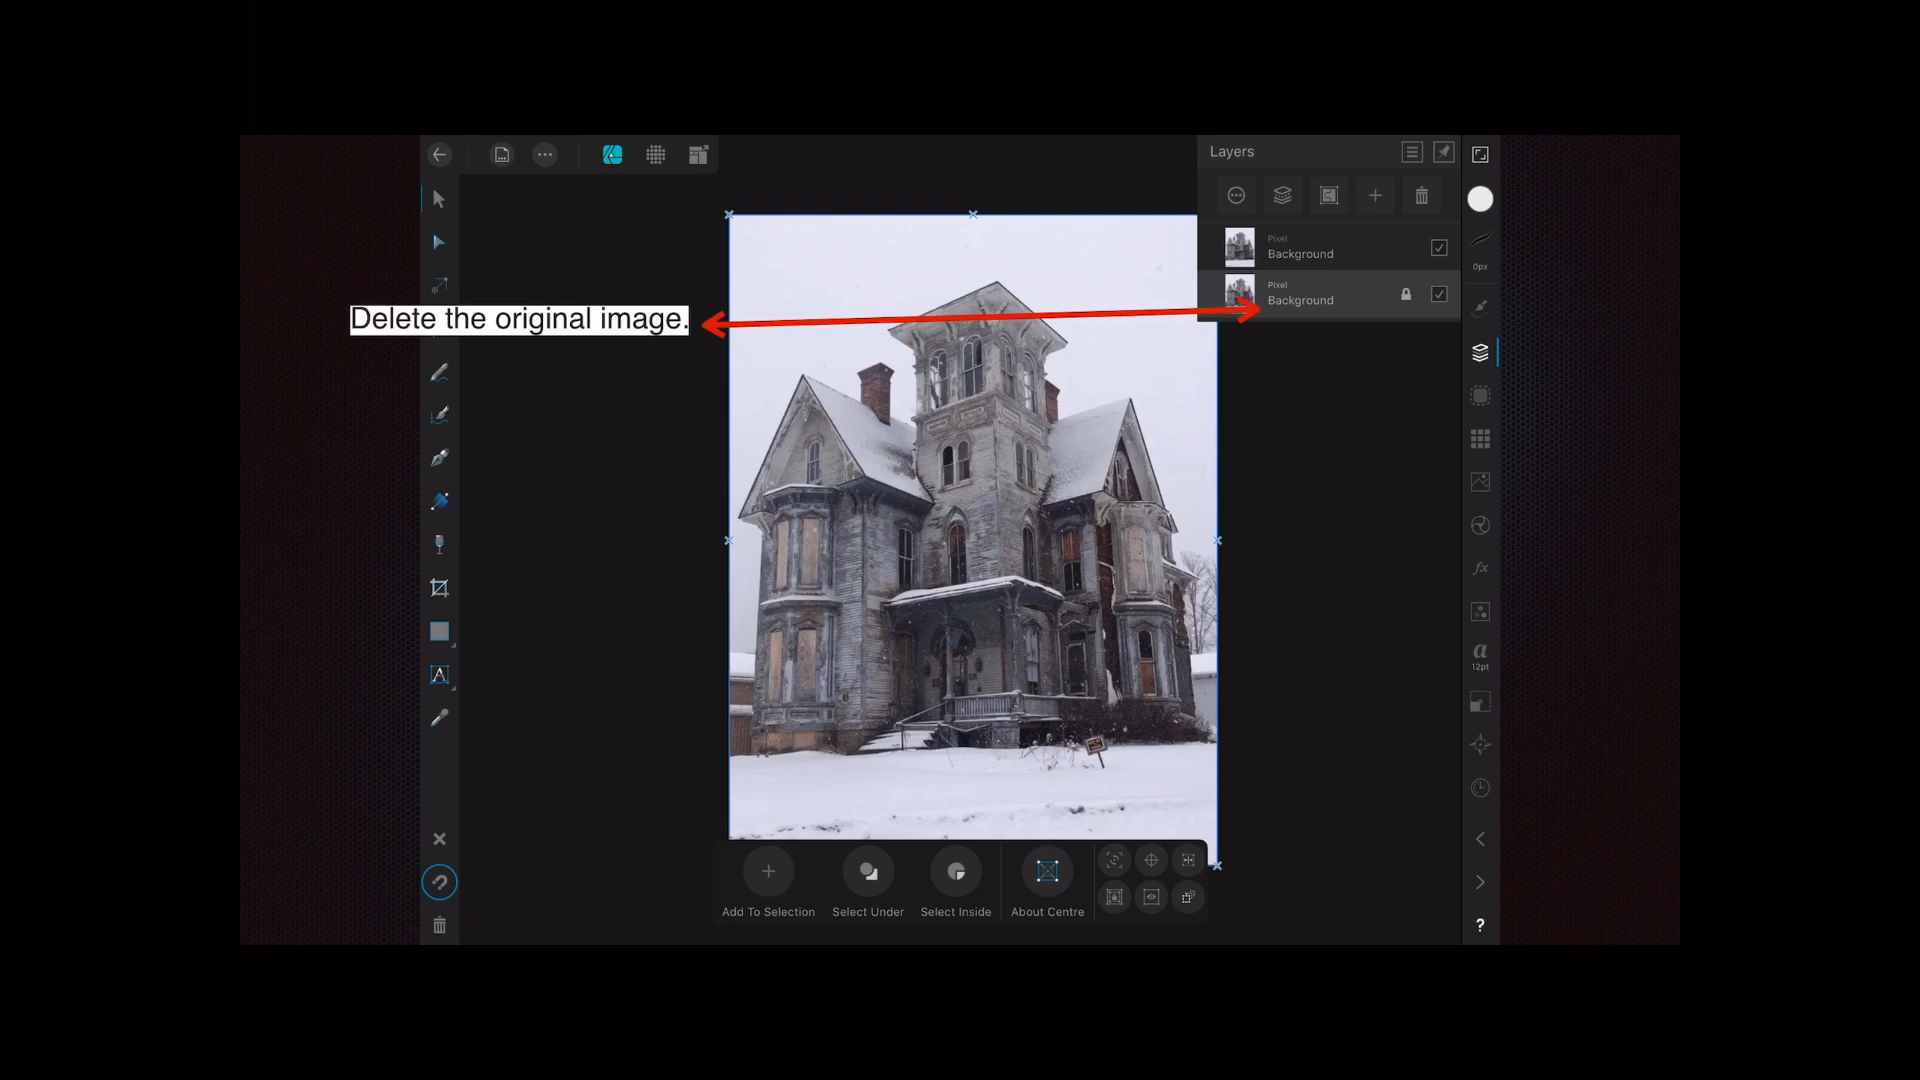 Layers
Pixel
Background
Pixel
Background
0px
Delete the original image.
fx
a
12pt
A
Add To Selection
Select Under
Select Inside
About Centre
?